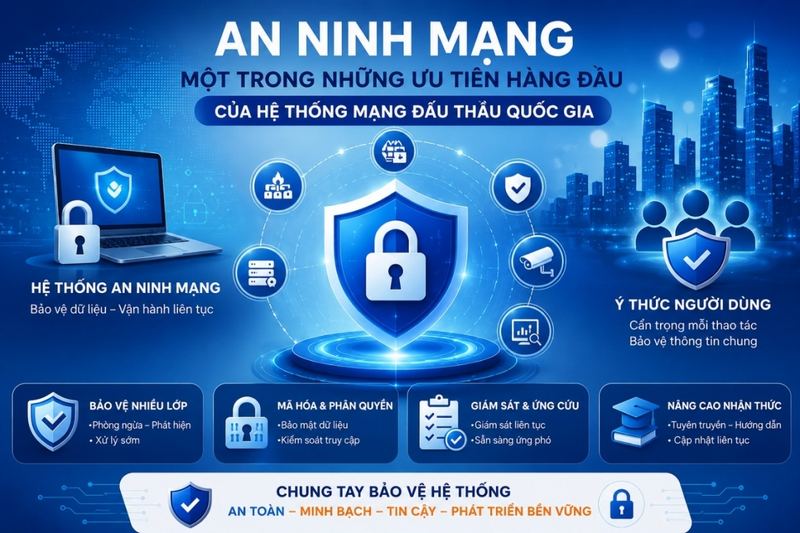 AN NINH MẠNG
MỘT TRONG NHỮNG ƯU TIÊN HÀNG ĐẦU
CỦA HỆ THỐNG MẠNG ĐẤU THẦU QUỐC GIA
HỆ THỐNG AN NINH MẠNG
Bảo vệ dữ liệu – Vận hành liên tục
Ý THỨC NGƯỜI DÙNG
Cẩn trọng mỗi thao tác
Bảo vệ thông tin chung
BẢO VỆ NHIỀU LỚP
•Phòng ngừa – Phát hiện
• Xử lý sớm
MÃ HÓA & PHÂN QUYỀN
•Bảo mật dữ liệu
• Kiểm soát truy cập
GIÁM SÁT & ỨNG CỨU
•Giám sát liên tục
• Sẵn sàng ứng phó
NÂNG CAO NHẬN THỨC
•Tuyên truyền – Hướng dẫn
• Cập nhật liên tục
CHUNG TAY BẢO VỆ HỆ THỐNG
AN TOÀN – MINH BẠCH – TIN CẬY – PHÁT TRIỂN BỀN VỮNG